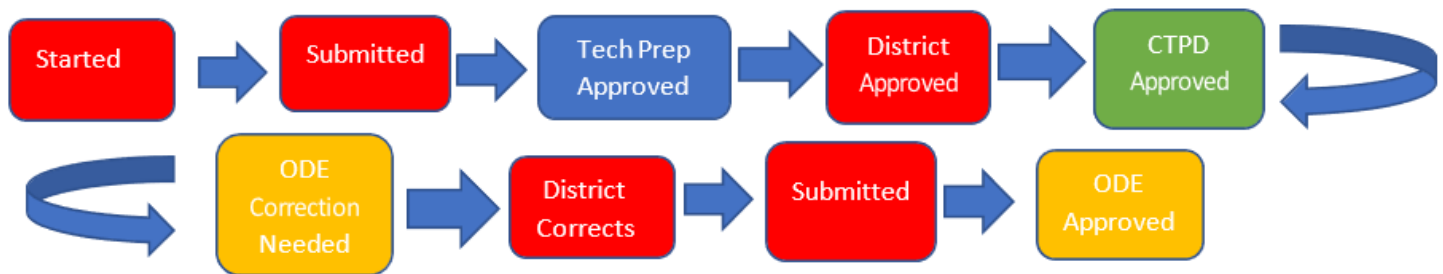 Started
Submitted
Tech Prep
Approved
District
Approved
CTPD
Approved
ODE
Correction
Needed
District
Corrects
Submitted
ODE
Approved